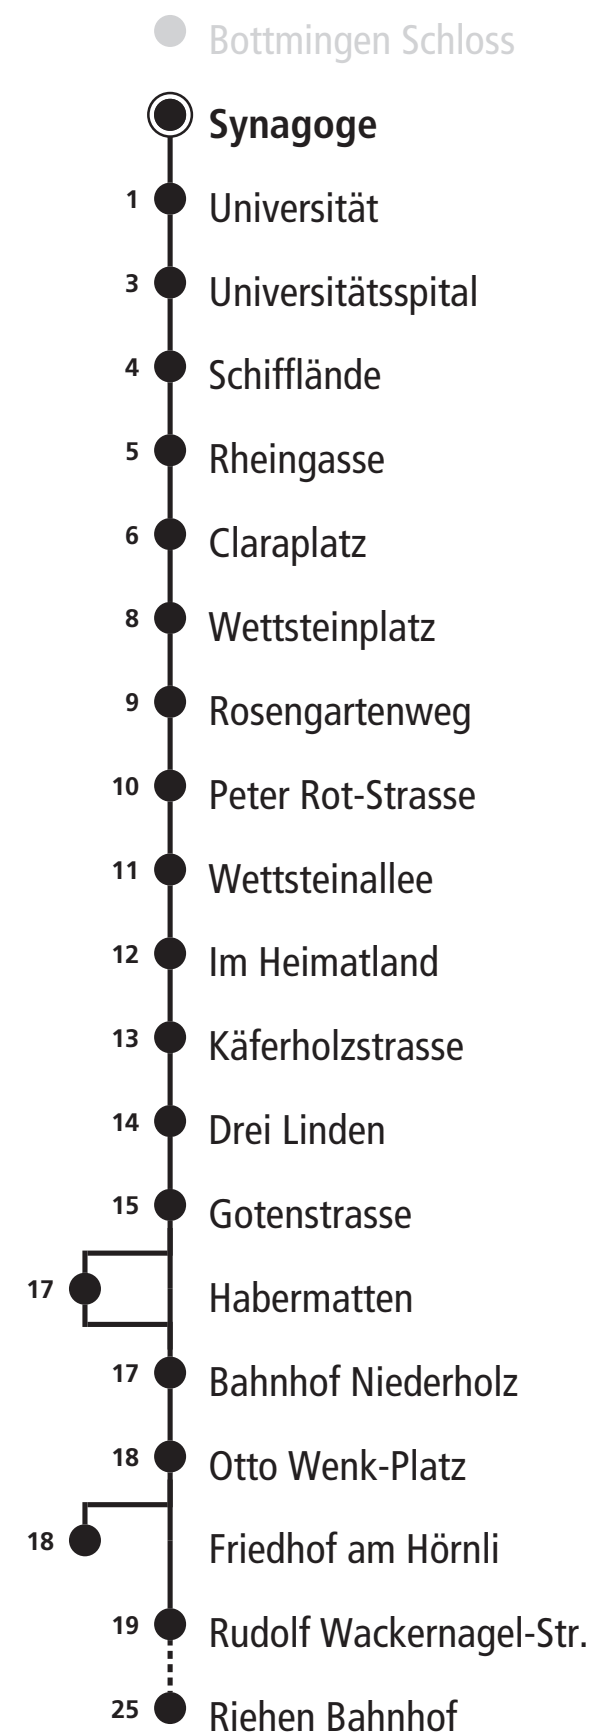 Bottmingen Schloss
Synagoge
1 Universität
3 Universitätsspital
4 Schifflände
5 Rheingasse
6 Claraplatz
8 Wettsteinplatz
9 Rosengartenweg
10 Peter Rot-Strasse
11 Wettsteinallee
12 Im Heimatland
13 Käferholzstrasse
14 Drei Linden
15 Gotenstrasse
17 Habermatten
17 Bahnhof Niederholz
18 Otto Wenk-Platz
18 Friedhof am Hörnli
19 Rudolf Wackernagel-Str.
25 Riehen Bahnhof